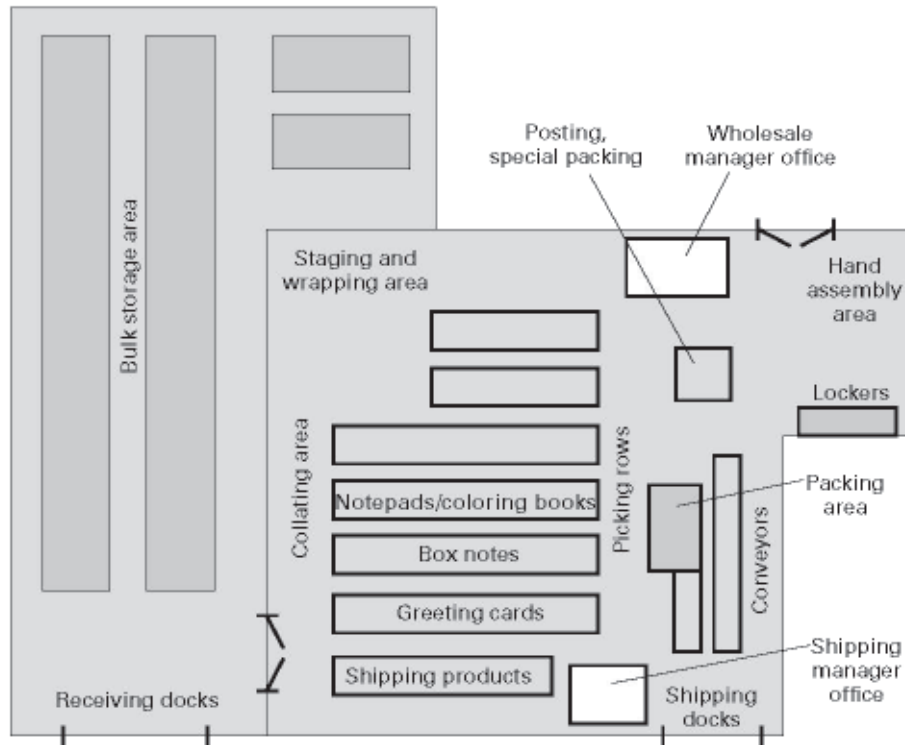 Posting,
special packing
Wholesale
manager office
Staging and
wrapping area
Hand
assembly
area
Bulk storage area
Lockers
Collating area
Picking rows
Notepads/coloring books
Packing
area
Box notes
Conveyors
Greeting cards
Shipping products
Shipping
manager
office
Receiving docks
Shipping
docks